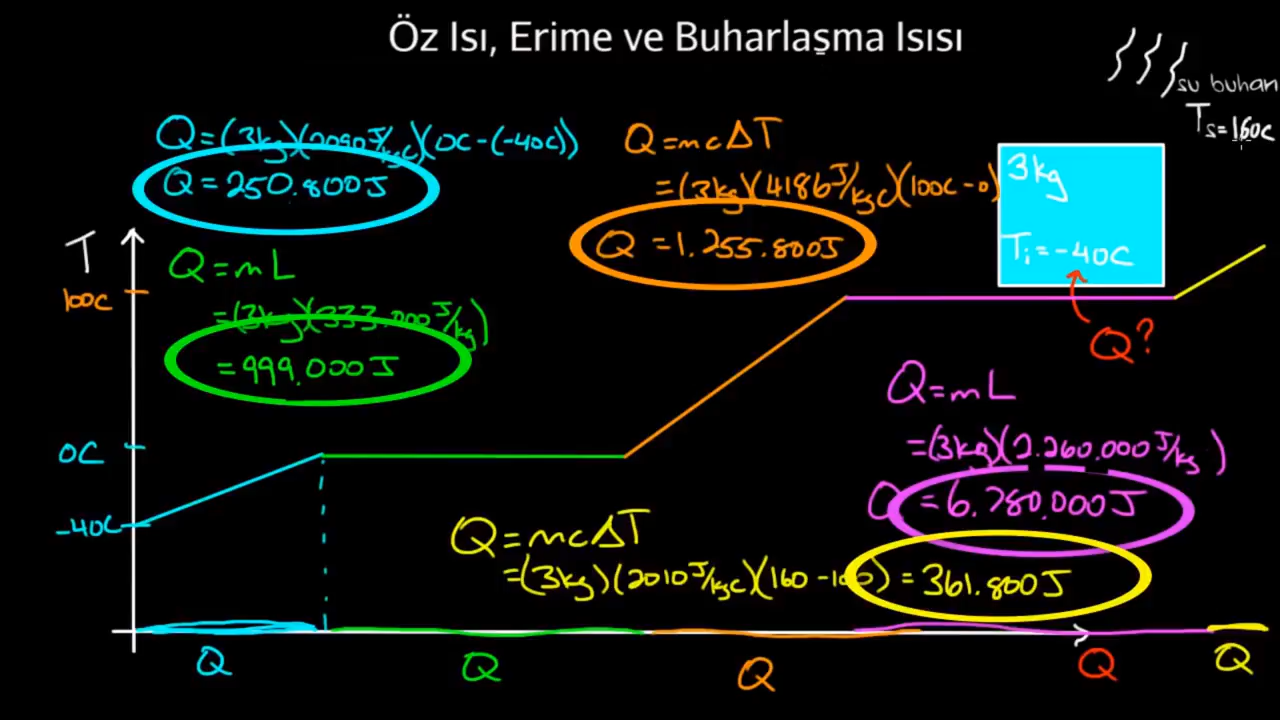 Öz Isı, Erime ve Buharlaşma Isısı
su buharı
Ts=160C
Q=(3kg)(2090J/kgC)(0C-(-40C))
Q=250.800J
Q=mcΔT
=(3kg)(4186J/kgC)(100C-0)
Q=1.255.800J
3kg
Ti=-40C
T
Q=mL
=(3kg)(333.000J/kg)
=999.000J
100C
Q?
Q=mL
=(3kg)(2.260.000J/kg)
Q=6.780.000J
0C
-40C
Q=mcΔT
=(3kg)(2010J/kgC)(160-100)=361.800J
Q Q Q Q Q